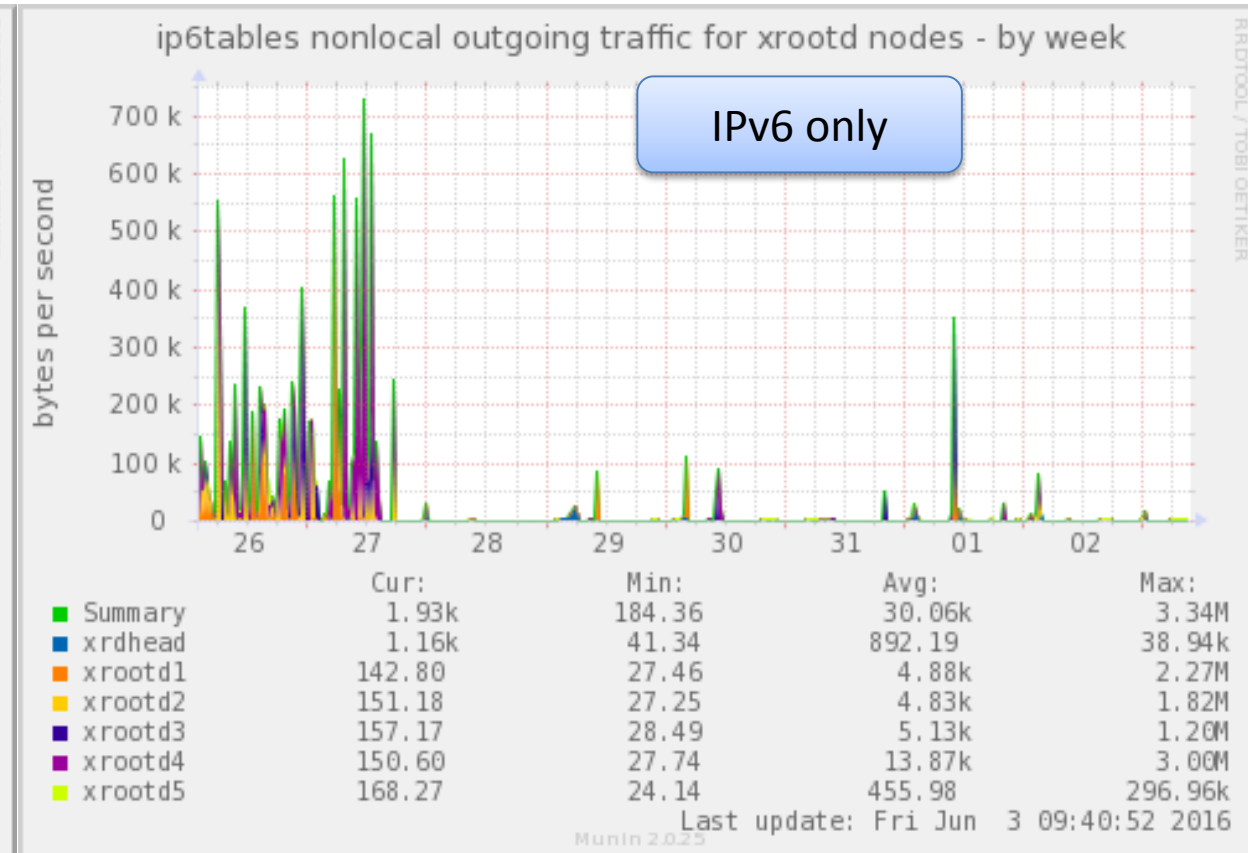 ip6tables nonlocal outgoing traffic for xrootd nodes - by week
RRDTOOL / TOBI OETIKER
IPv6 only
bytes per second
700 k
600 k
500 k
400 k
300 k
200 k
100 k
0
26 27 28 29 30 31 01 02
Cur: Min: Avg: Max:
Summary 1.93k 184.36 30.06k 3.34M
xrdhead 1.16k 41.34 892.19 38.94k
xrootd1 142.80 27.46 4.88k 2.27M
xrootd2 151.18 27.25 4.83k 1.82M
xrootd3 157.17 28.49 5.13k 1.20M
xrootd4 150.60 27.74 13.87k 3.00M
xrootd5 168.27 24.14 455.98 296.96k
Last update: Fri Jun 3 09:40:52 2016
Munin 2.0.25